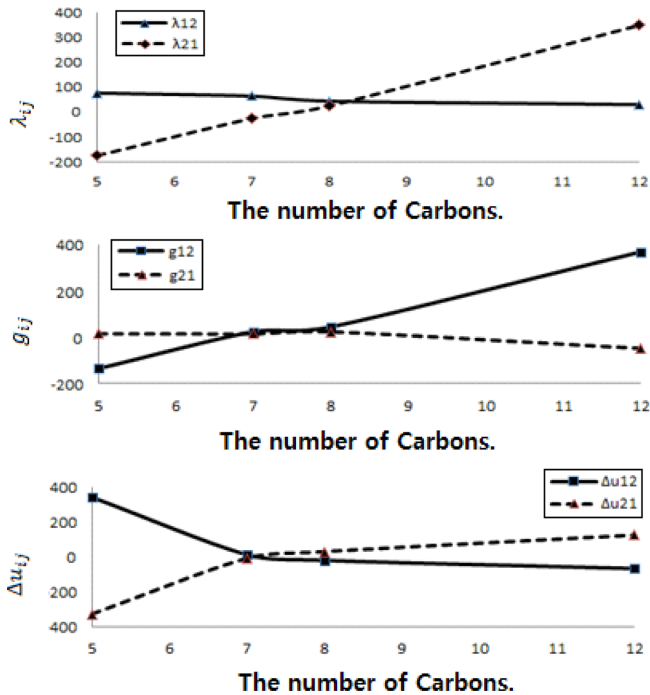 400
300
200
100
0
-100
-200
λ12
λ21
λij
5 6 7 8 9 10 11 12
The number of Carbons.
400
200
0
-200
g12
g21
gij
5 6 7 8 9 10 11 12
The number of Carbons.
400
200
0
200
400
Δu12
Δu21
Δuij
5 6 7 8 9 10 11 12
The number of Carbons.